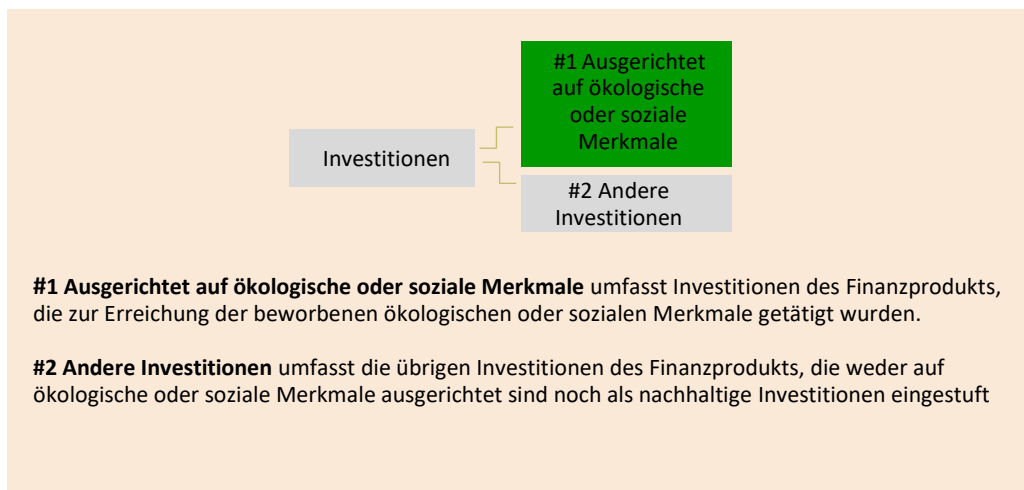 #1 Ausgerichtet
auf ökologische
oder soziale
Merkmale
Investitionen
#2 Andere
Investitionen
#1 Ausgerichtet auf ökologische oder soziale Merkmale umfasst Investitionen des Finanzprodukts,
die zur Erreichung der beworbenen ökologischen oder sozialen Merkmale getätigt wurden.
#2 Andere Investitionen umfasst die übrigen Investitionen des Finanzprodukts, die weder auf
ökologische oder soziale Merkmale ausgerichtet sind noch als nachhaltige Investitionen eingestuft